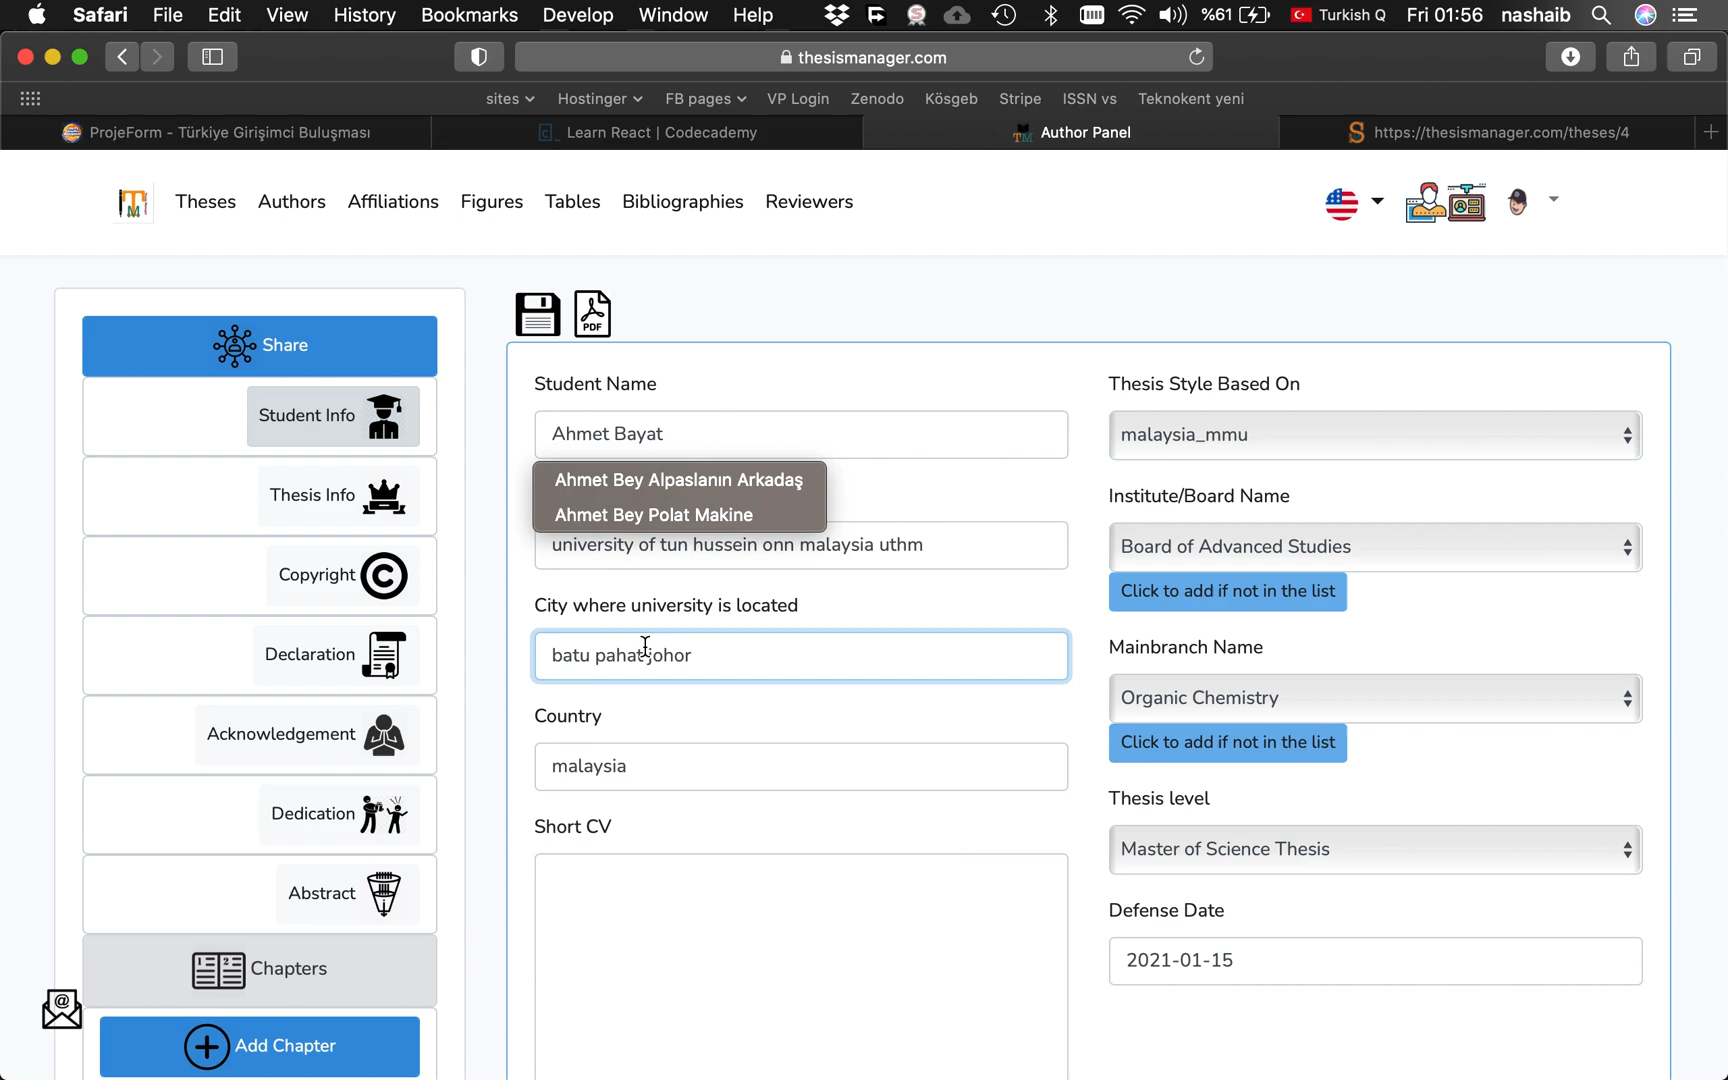 Safari File Edit View History Bookmarks Develop Window Help %61 Turkish Q Fri 01:56 nashaib
thesismanager.com
sites Hostinger FB pages VP Login Zenodo Kösgeb Stripe ISSN vs Teknokent yeni
ProjeForm - Türkiye Girişimci Buluşması
Learn React | Codecademy
Author Panel
https://thesismanager.com/theses/4
Theses Authors Affiliations Figures Tables Bibliographies Reviewers
Share
Student Info
Thesis Info
Copyright
Declaration
Acknowledgement
Dedication
Abstract
Chapters
Add Chapter
PDF
Student Name
Ahmet Bayat
Ahmet Bey Alpaslanın Arkadaş
Ahmet Bey Polat Makine
university of tun hussein onn malaysia uthm
City where university is located
batu pahat johor
Country
malaysia
Short CV
Thesis Style Based On
malaysia_mmu
Institute/Board Name
Board of Advanced Studies
Click to add if not in the list
Mainbranch Name
Organic Chemistry
Click to add if not in the list
Thesis level
Master of Science Thesis
Defense Date
2021-01-15